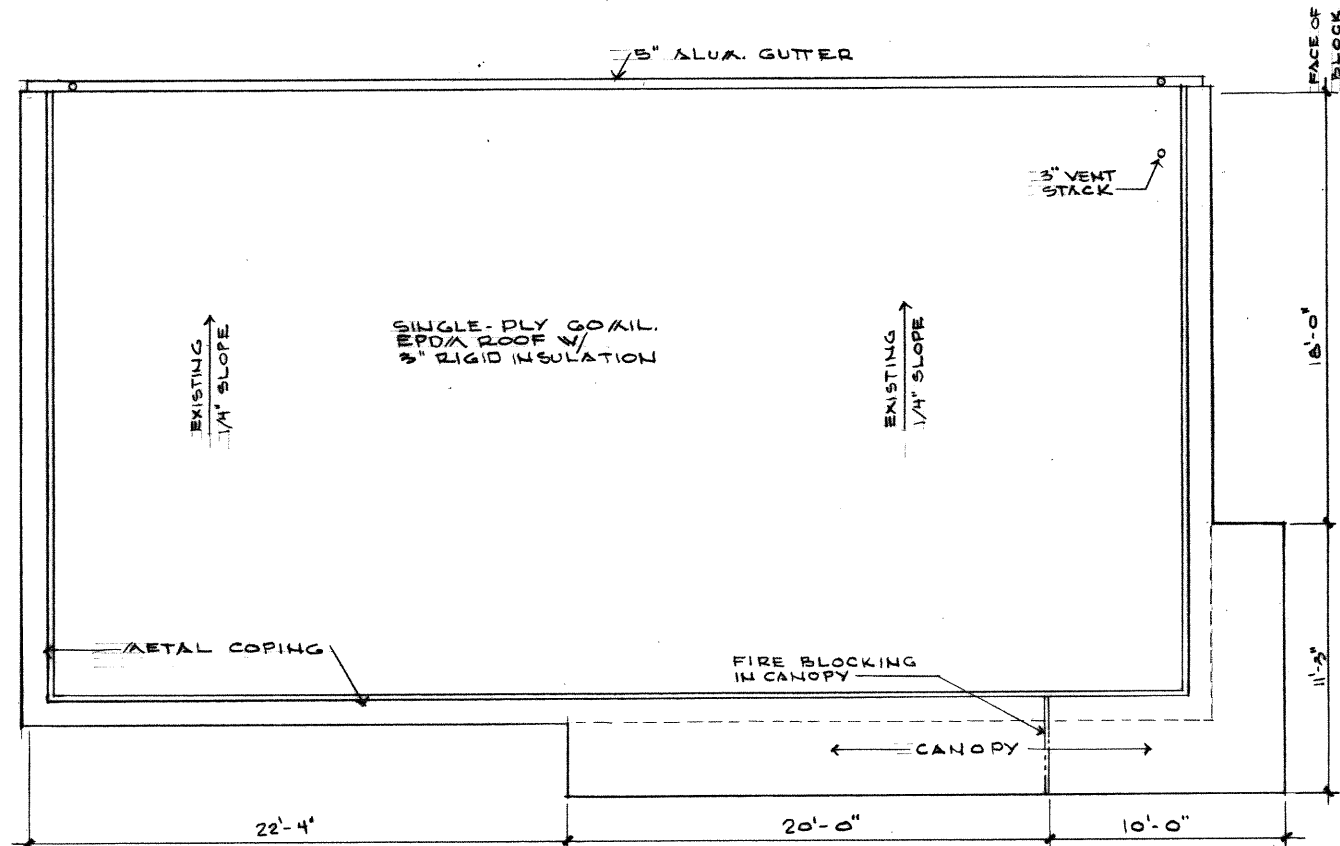 5" ALUM. GUTTER
FACE OF
BLOCK
3" VENT
STACK
SINGLE-PLY 60 MIL.
EPDM ROOF W/
3" RIGID INSULATION
EXISTING
1/4" SLOPE
EXISTING
1/4" SLOPE
18'-0"
METAL COPING
FIRE BLOCKING
IN CANOPY
11'-3"
CANOPY
22'-4"
20'-0"
10'-0"